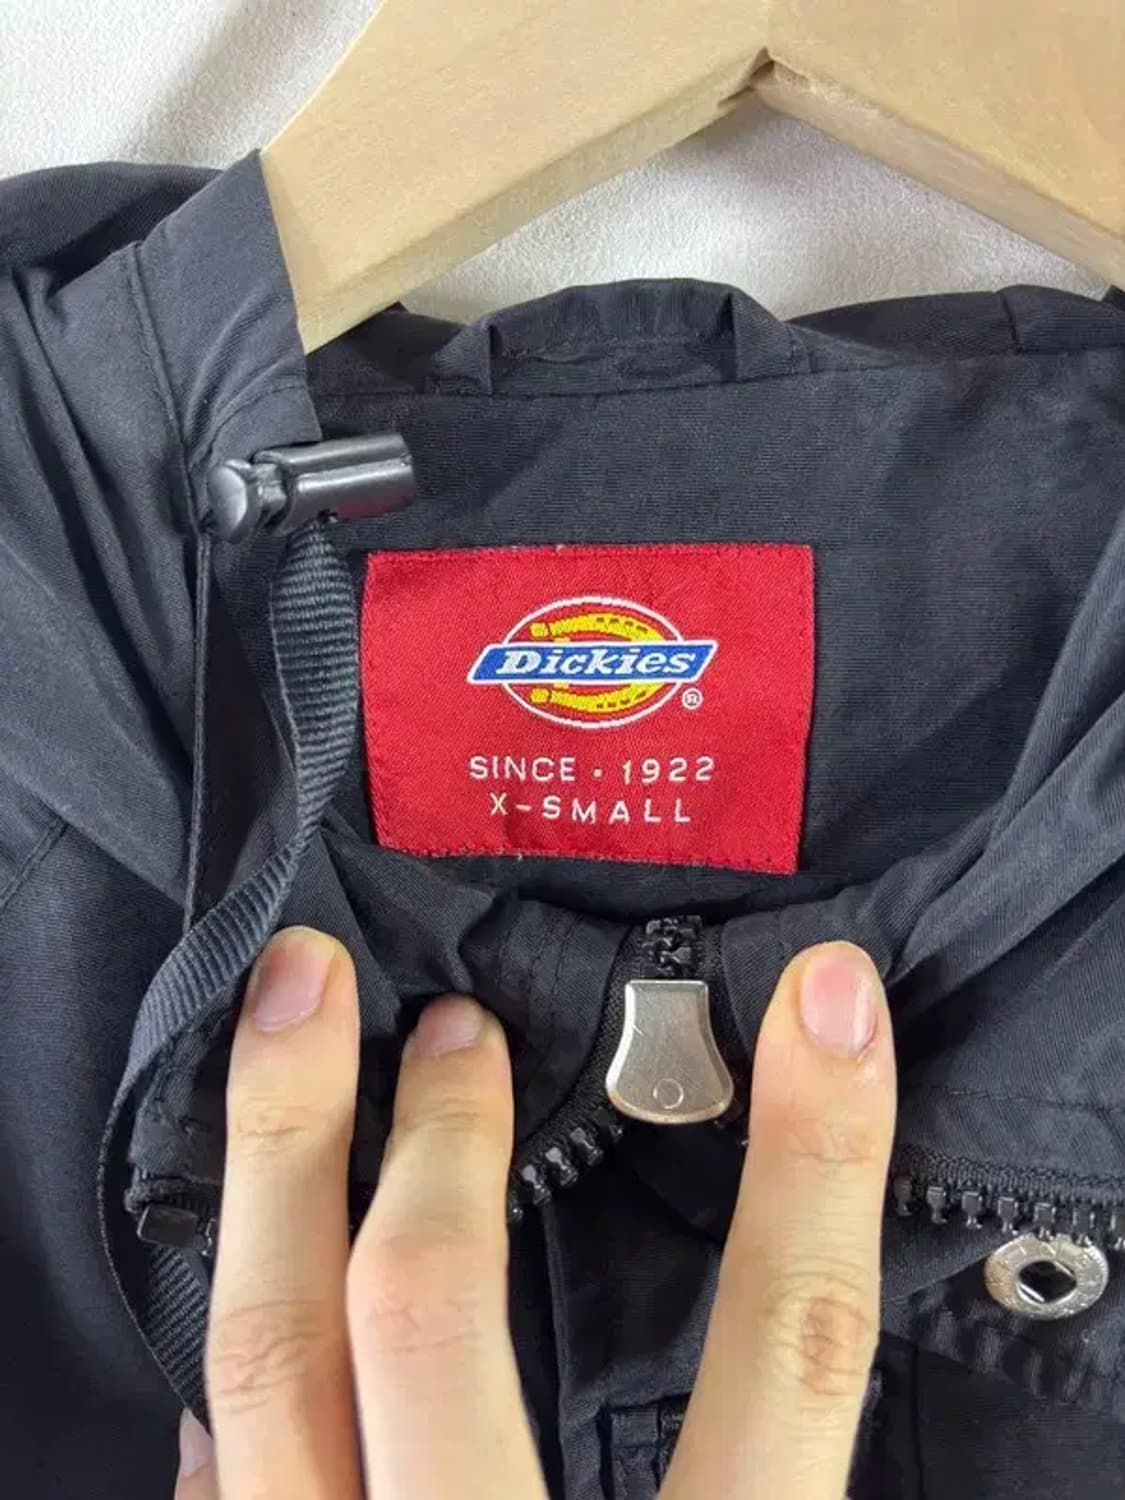 Dickies®
SINCE • 1922
X-SMALL